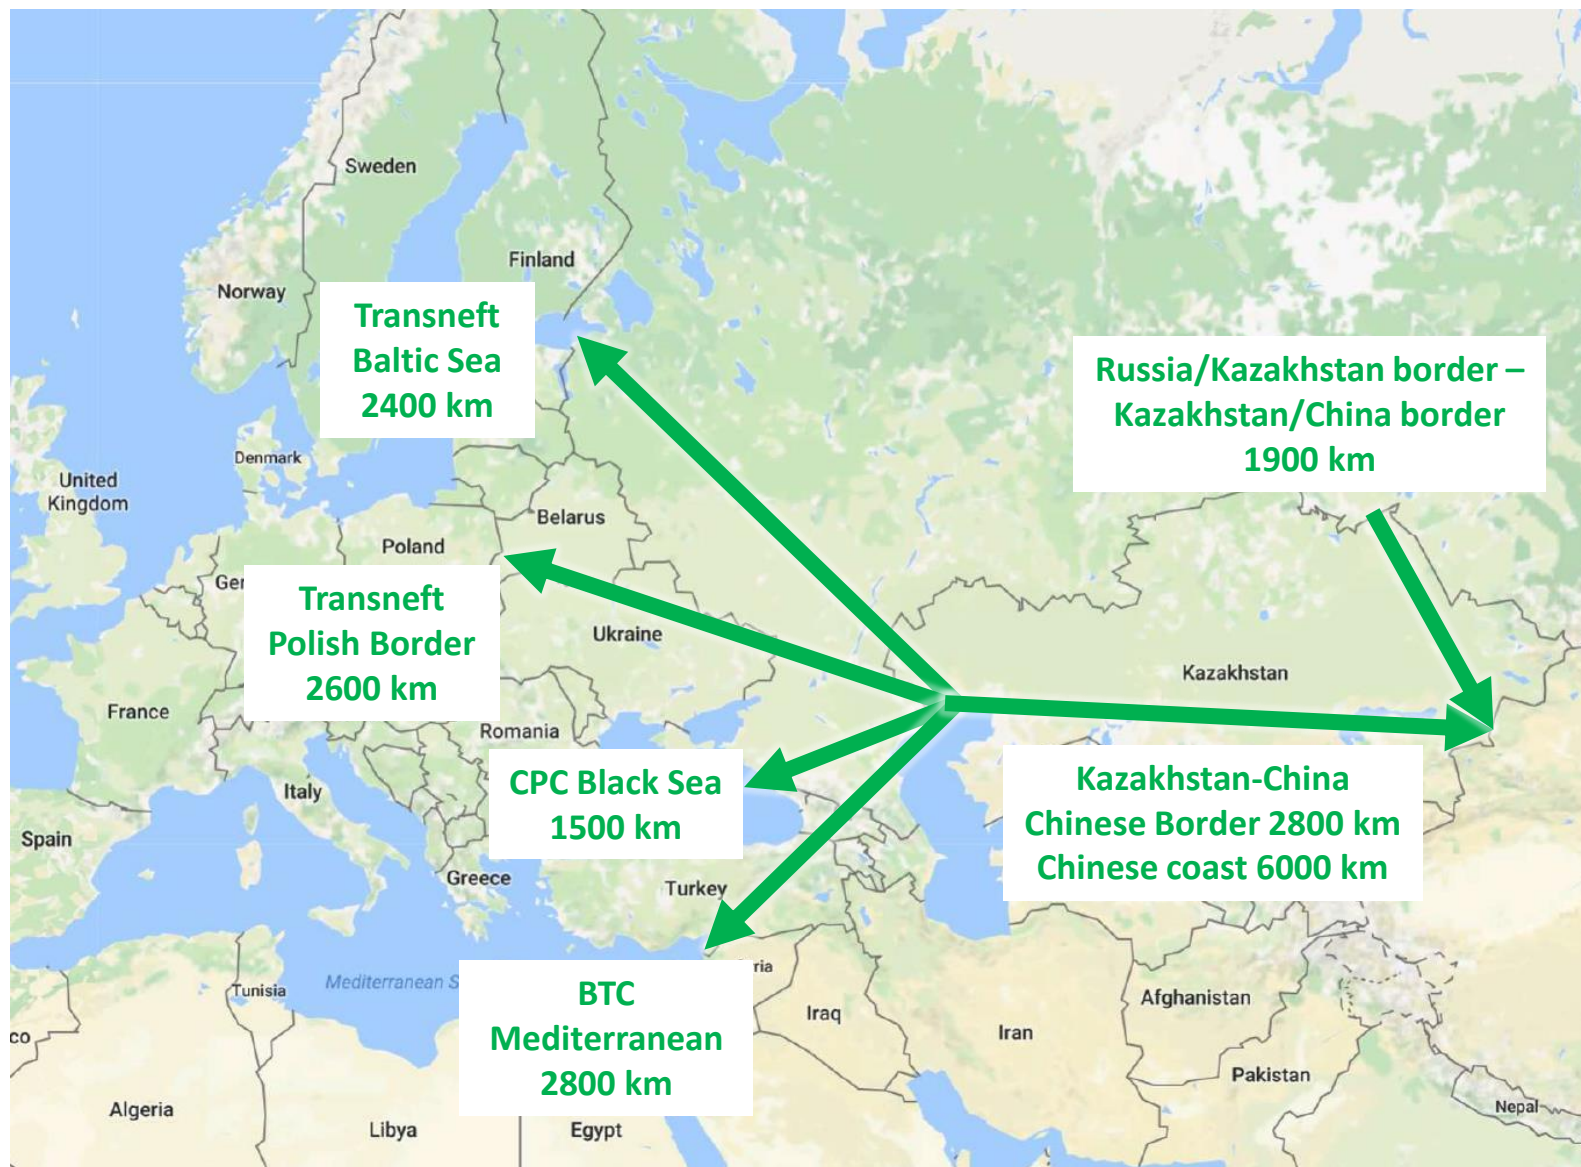 Sweden
Finland
Norway
Transneft
Baltic Sea
2400 km
Russia/Kazakhstan border –
Kazakhstan/China border
1900 km
Denmark
United
Kingdom
Belarus
Poland
Ger
Transneft
Polish Border
2600 km
Ukraine
Kazakhstan
France
Romania
CPC Black Sea
1500 km
Kazakhstan-China
Chinese Border 2800 km
Chinese coast 6000 km
Italy
Spain
Greece
Turkey
Mediterranean S
Tunisia
ria
BTC
Mediterranean
2800 km
Iraq
Iran
Afghanistan
Pakistan
Nepal
co
Algeria
Libya
Egypt